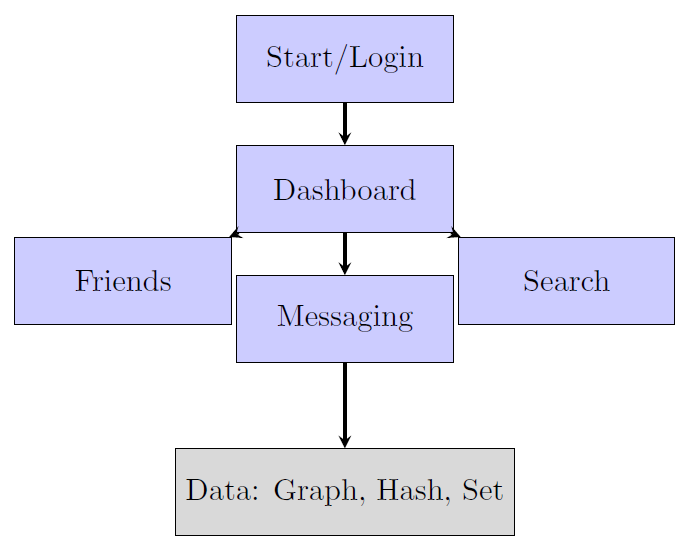 Start/Login
Dashboard
Friends
Search
Messaging
Data: Graph, Hash, Set